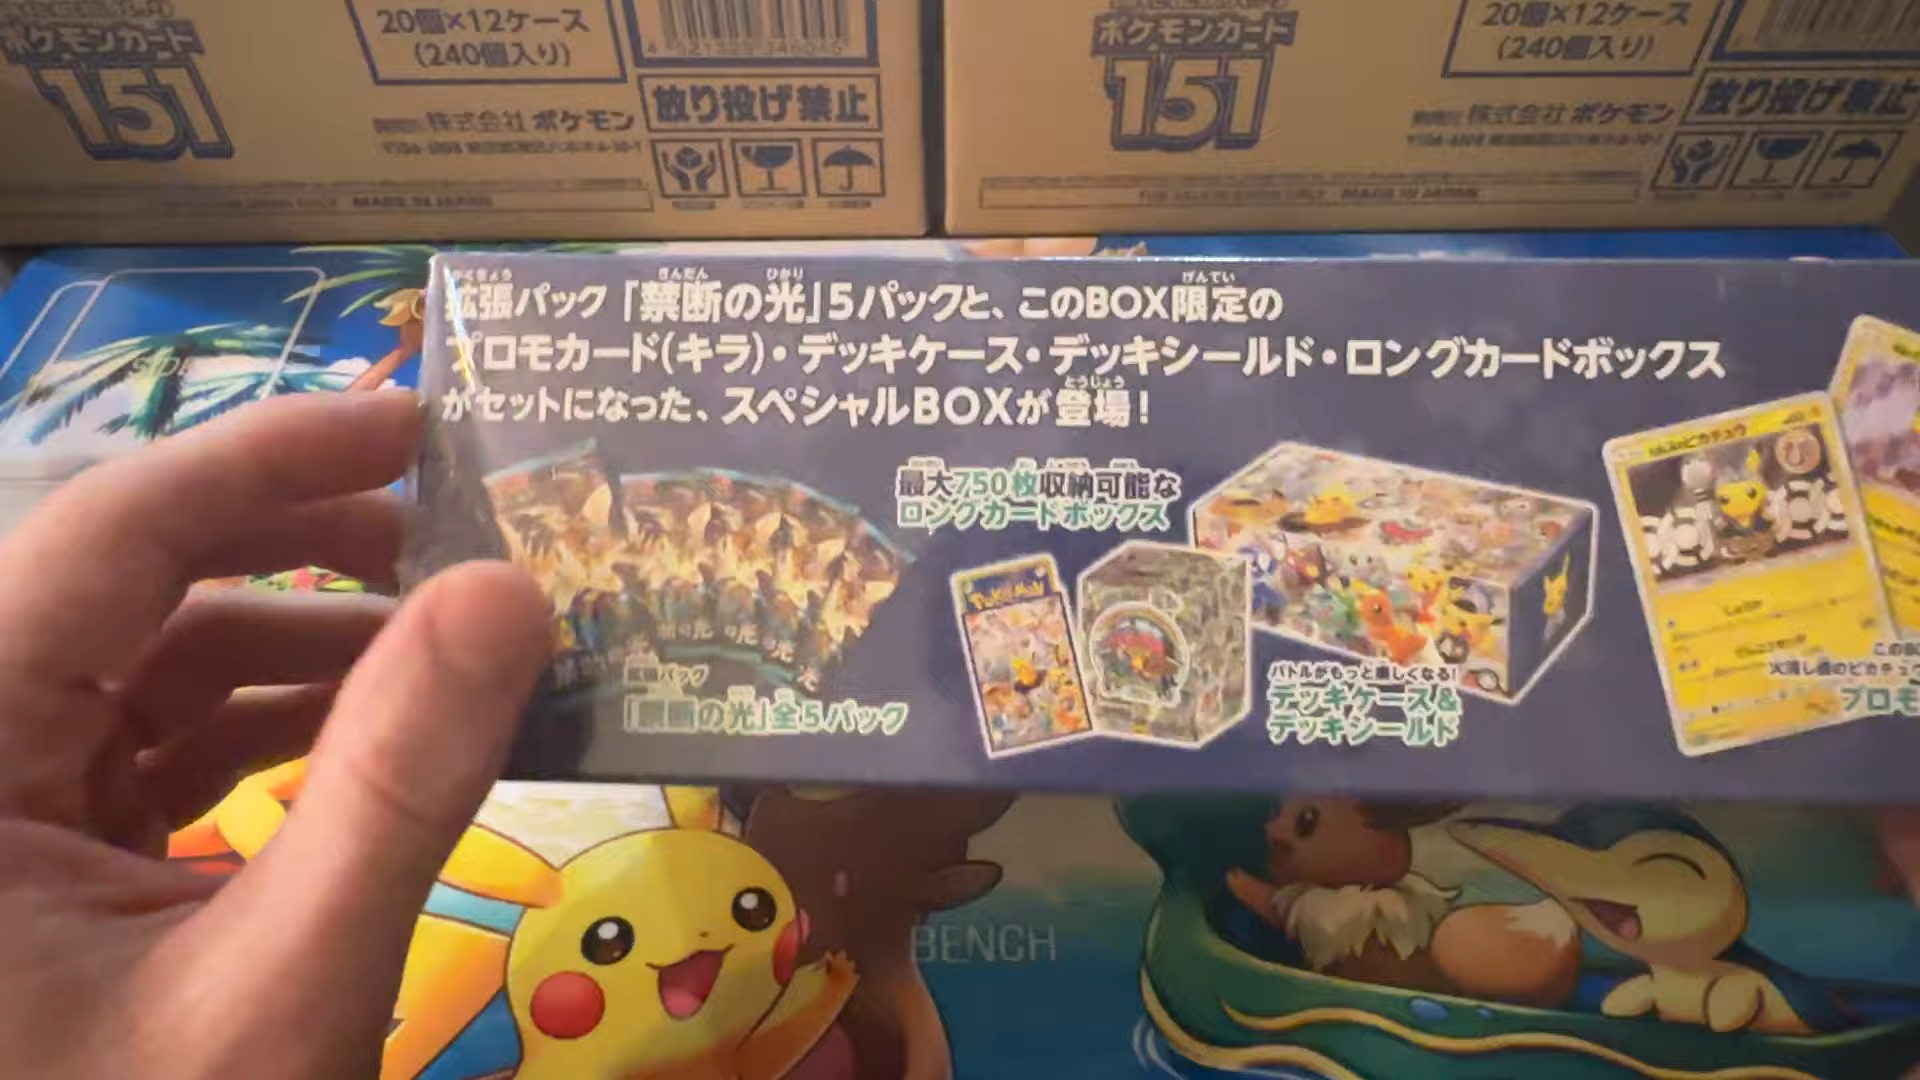 ポケモンカード
151
20個×12ケース
(240個入り)
放り投げ禁止
株式会社 ポケモン
MADE IN JAPAN
ポケモンカード
151
20個×12ケース
(240個入り)
放り投げ禁止
株式会社 ポケモン
MADE IN JAPAN
拡張パック「禁断の光」5パックと、このBOX限定の
プロモカード(キラ)・デッキケース・デッキシールド・ロングカードボックス
がセットになった、スペシャルBOXが登場!
最大750枚収納可能な
ロングカードボックス
POKÉMON
拡張パック
「禁断の光」全5パック
バトルがもっと楽しくなる!
デッキケース&
デッキシールド
プロモ
BENCH